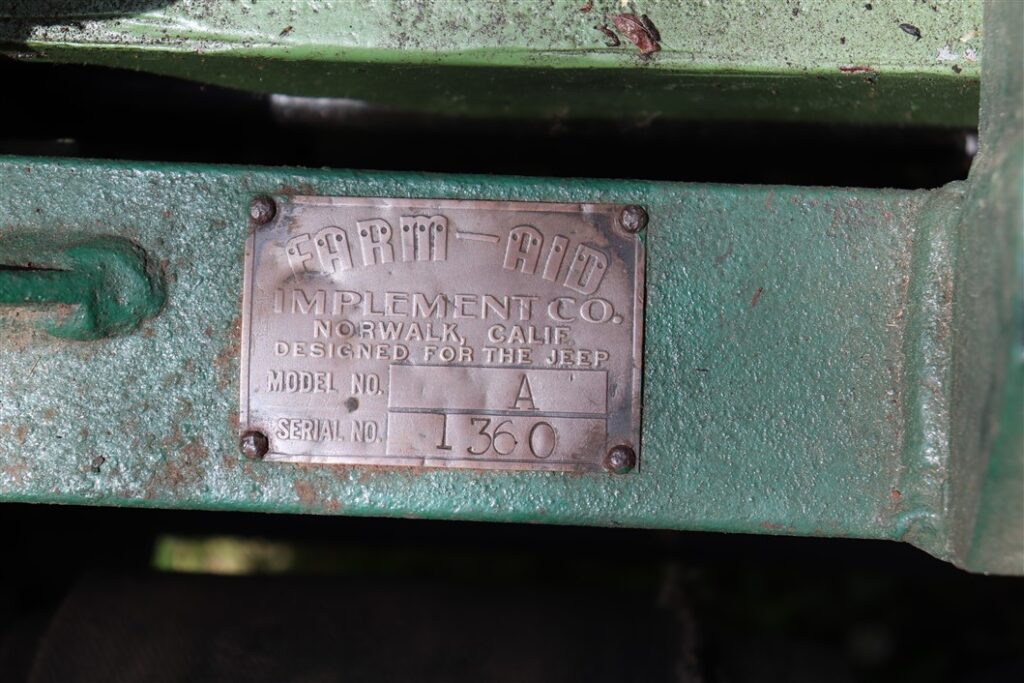 FARM-AID
IMPLEMENT CO.
NORWALK, CALIF
DESIGNED FOR THE JEEP
MODEL NO. A
SERIAL NO. 1360